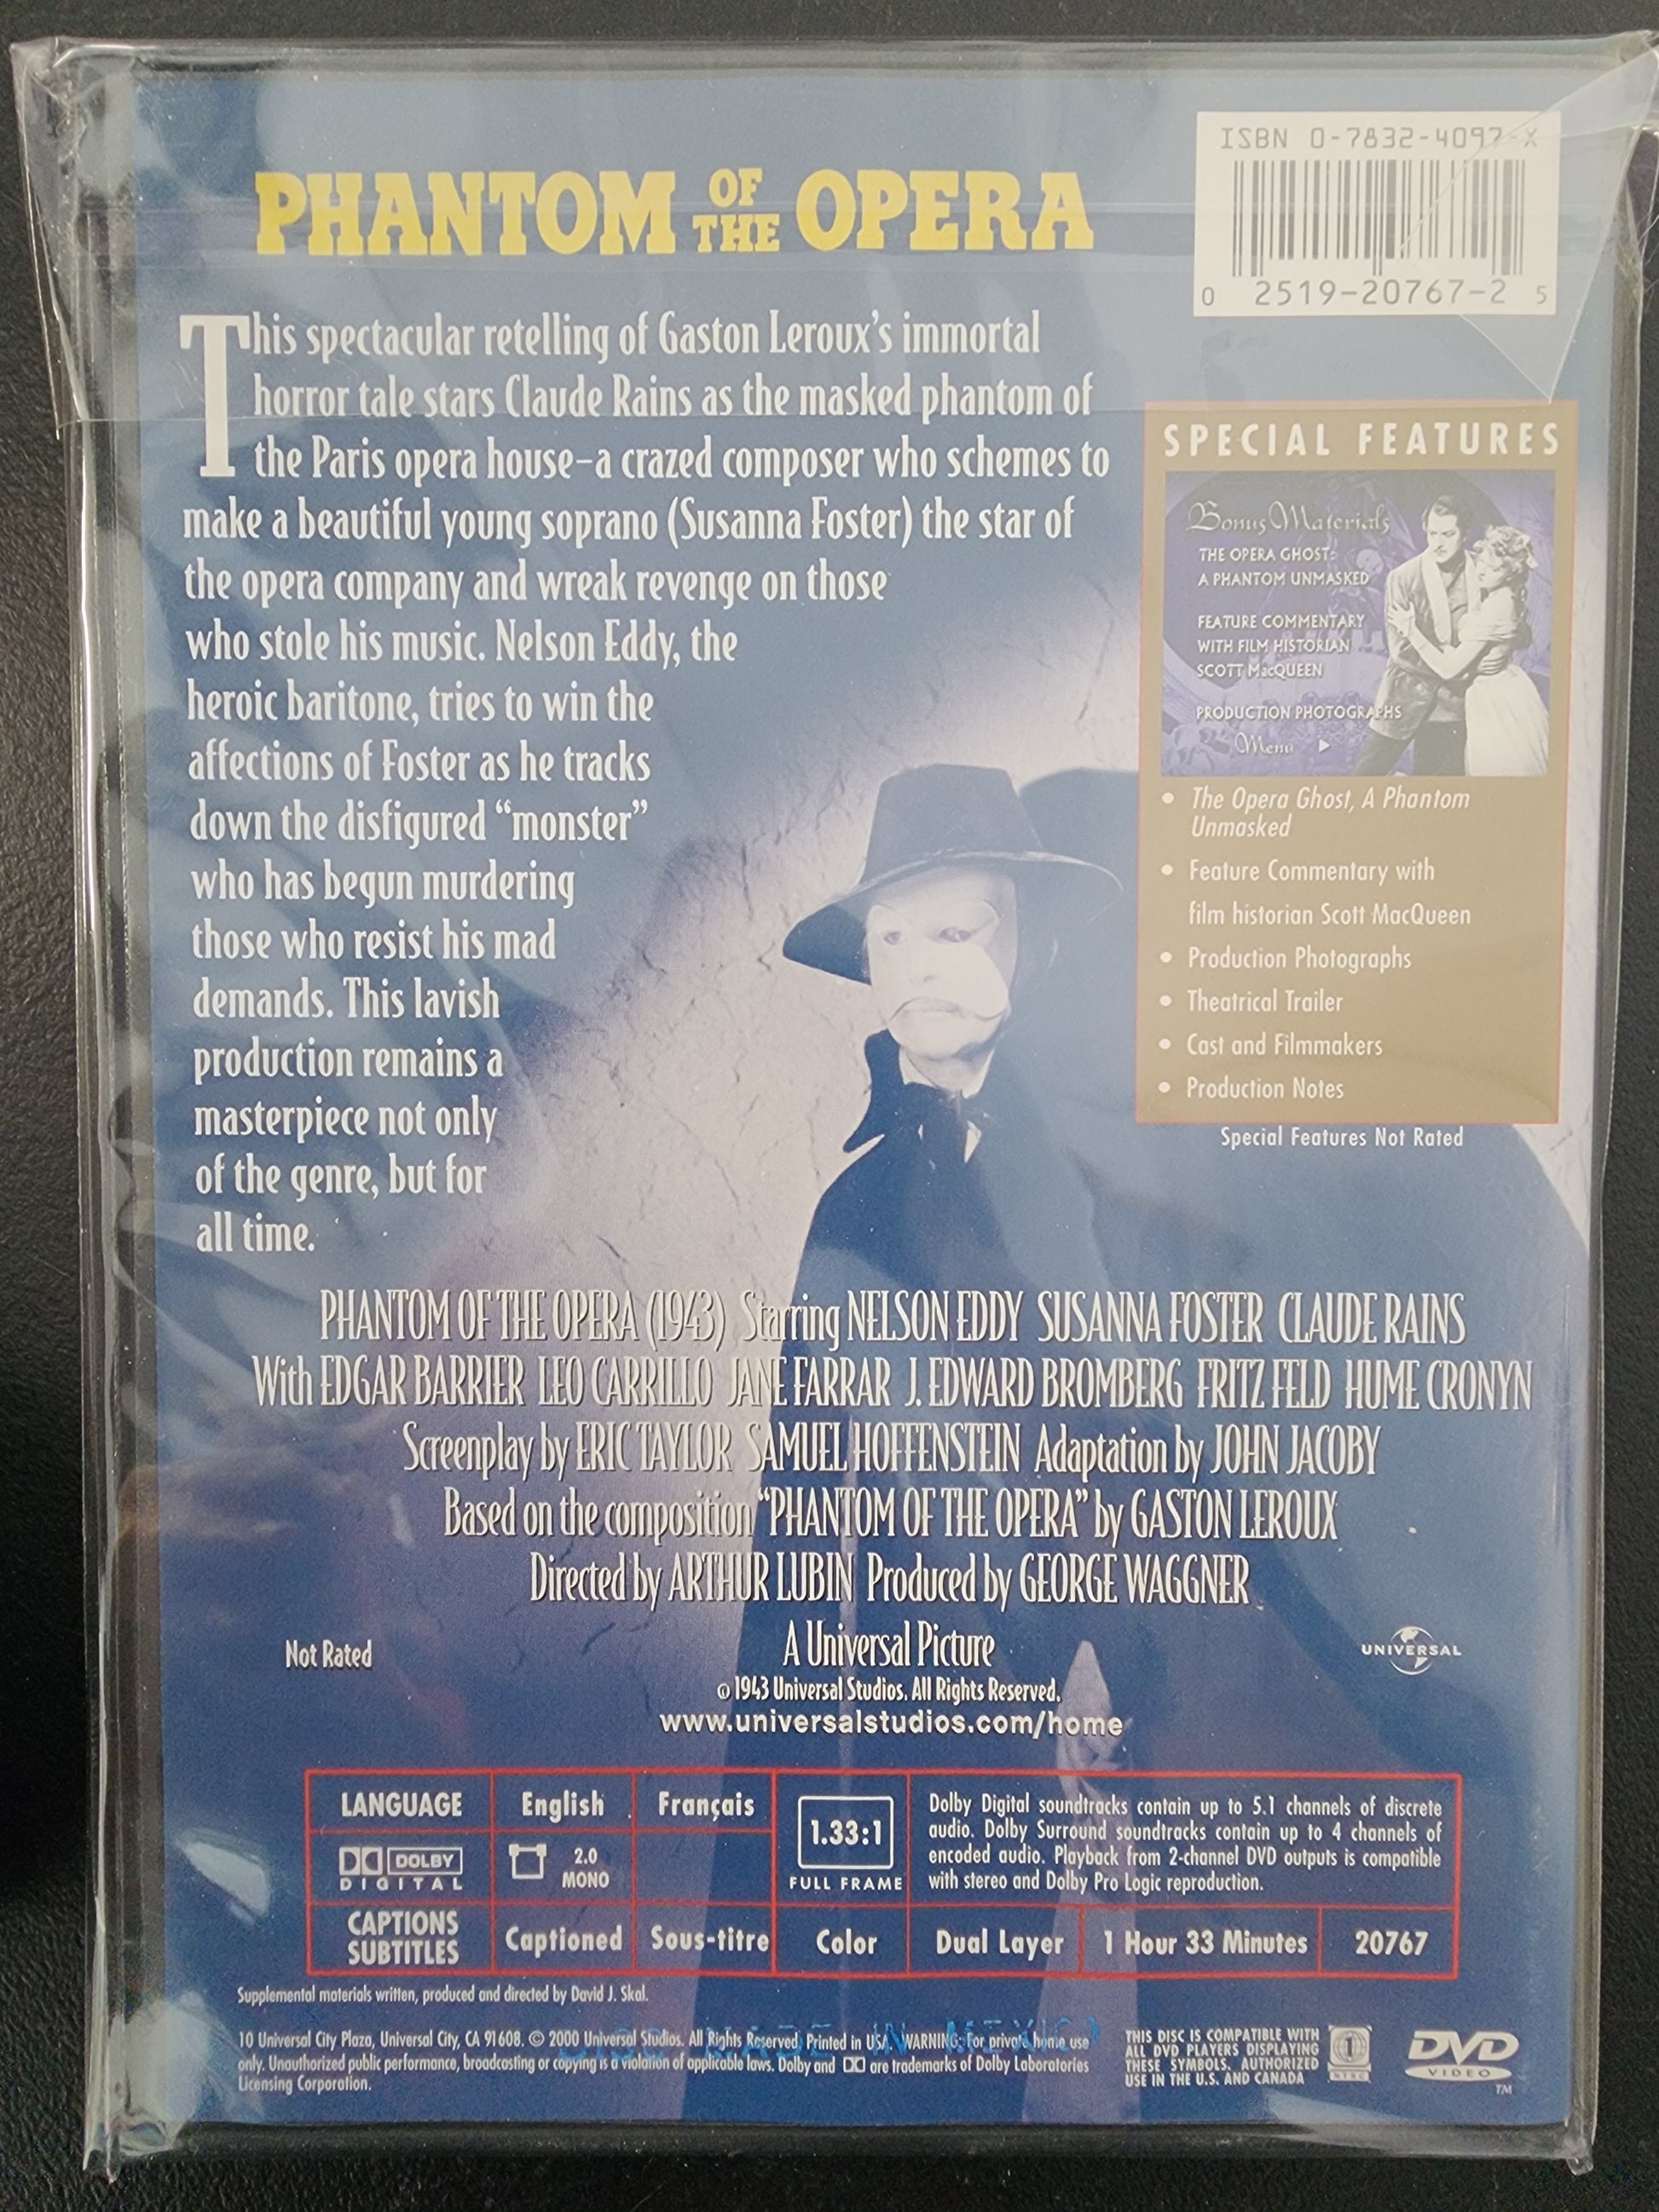 ISBN 0-7832-4097-X
0 2519-20767-2 5
PHANTOM OF THE OPERA
This spectacular retelling of Gaston Leroux's immortal
horror tale stars Claude Rains as the masked phantom of
the Paris opera house–a crazed composer who schemes to
make a beautiful young soprano (Susanna Foster) the star of
the opera company and wreak revenge on those
who stole his music. Nelson Eddy, the
heroic baritone, tries to win the
affections of Foster as he tracks
down the disfigured “monster”
who has begun murdering
those who resist his mad
demands. This lavish
production remains a
masterpiece not only
of the genre, but for
all time.
SPECIAL FEATURES
Bonus Materials
THE OPERA GHOST:
A PHANTOM UNMASKED
FEATURE COMMENTARY
WITH FILM HISTORIAN
SCOTT MacQUEEN
PRODUCTION PHOTOGRAPHS
Menu
• The Opera Ghost, A Phantom
Unmasked
• Feature Commentary with
film historian Scott MacQueen
• Production Photographs
• Theatrical Trailer
• Cast and Filmmakers
• Production Notes
Special Features Not Rated
PHANTOM OF THE OPERA (1943) Starring NELSON EDDY SUSANNA FOSTER CLAUDE RAINS
With EDGAR BARRIER LEO CARRILLO JANE FARRAR J. EDWARD BROMBERG FRITZ FELD HUME CRONYN
Screenplay by ERIC TAYLOR SAMUEL HOFFENSTEIN Adaptation by JOHN JACOBY
Based on the composition “PHANTOM OF THE OPERA” by GASTON LEROUX
Directed by ARTHUR LUBIN Produced by GEORGE WAGGNER
Not Rated
A Universal Picture
UNIVERSAL
© 1943 Universal Studios. All Rights Reserved.
www.universalstudios.com/home
LANGUAGE English Français
DOLBY DIGITAL 2.0 MONO
1.33:1
FULL FRAME
Dolby Digital soundtracks contain up to 5.1 channels of discrete
audio. Dolby Surround soundtracks contain up to 4 channels of
encoded audio. Playback from 2-channel DVD outputs is compatible
with stereo and Dolby Pro Logic reproduction.
CAPTIONS SUBTITLES Captioned Sous-titre Color Dual Layer 1 Hour 33 Minutes 20767
Supplemental materials written, produced and directed by David J. Skal.
DISC MADE IN MEXICO
10 Universal City Plaza, Universal City, CA 91608. © 2000 Universal Studios. All Rights Reserved. Printed in USA. WARNING: For private home use
only. Unauthorized public performance, broadcasting or copying is a violation of applicable laws. Dolby and are trademarks of Dolby Laboratories
Licensing Corporation.
THIS DISC IS COMPATIBLE WITH
ALL DVD PLAYERS DISPLAYING
THESE SYMBOLS. AUTHORIZED
USE IN THE U.S. AND CANADA
1
NTSC
DVD
VIDEO
TM